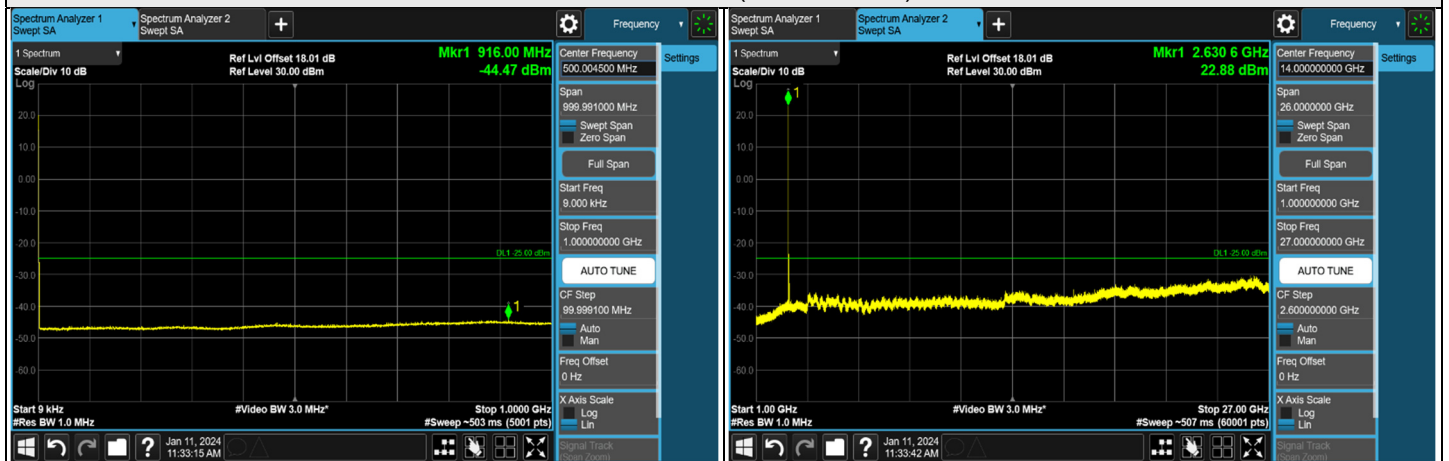 Spectrum Analyzer 1
Swept SA
Spectrum Analyzer 2
Swept SA
Frequency
1 Spectrum
Scale/Div 10 dB
Log
Ref Lvl Offset 18.01 dB
Ref Level 30.00 dBm
Mkr1 916.00 MHz
-44.47 dBm
20.0
10.0
0.00
-10.0
-20.0
-30.0
-40.0
-50.0
-60.0
DL1 -25.00 dBm
1
Start 9 kHz
#Res BW 1.0 MHz
#Video BW 3.0 MHz*
Stop 1.0000 GHz
#Sweep ~503 ms (5001 pts)
Center Frequency
500.004500 MHz
Settings
Span
999.991000 MHz
Swept Span
Zero Span
Full Span
Start Freq
9.000 kHz
Stop Freq
1.000000000 GHz
AUTO TUNE
CF Step
99.999100 MHz
Auto
Man
Freq Offset
0 Hz
X Axis Scale
Log
Lin
Signal Track
(Span Zoom)
?
Jan 11, 2024
11:33:15 AM
Spectrum Analyzer 1
Swept SA
Spectrum Analyzer 2
Swept SA
Frequency
1 Spectrum
Scale/Div 10 dB
Log
Ref Lvl Offset 18.01 dB
Ref Level 30.00 dBm
Mkr1 2.630 6 GHz
22.88 dBm
1
20.0
10.0
0.00
-10.0
-20.0
-30.0
-40.0
-50.0
-60.0
DL1 -25.00 dBm
Start 1.00 GHz
#Res BW 1.0 MHz
#Video BW 3.0 MHz*
Stop 27.00 GHz
#Sweep ~507 ms (60001 pts)
Center Frequency
14.000000000 GHz
Settings
Span
26.0000000 GHz
Swept Span
Zero Span
Full Span
Start Freq
1.000000000 GHz
Stop Freq
27.000000000 GHz
AUTO TUNE
CF Step
2.600000000 GHz
Auto
Man
Freq Offset
0 Hz
X Axis Scale
Log
Lin
Signal Track
(Span Zoom)
?
Jan 11, 2024
11:33:42 AM